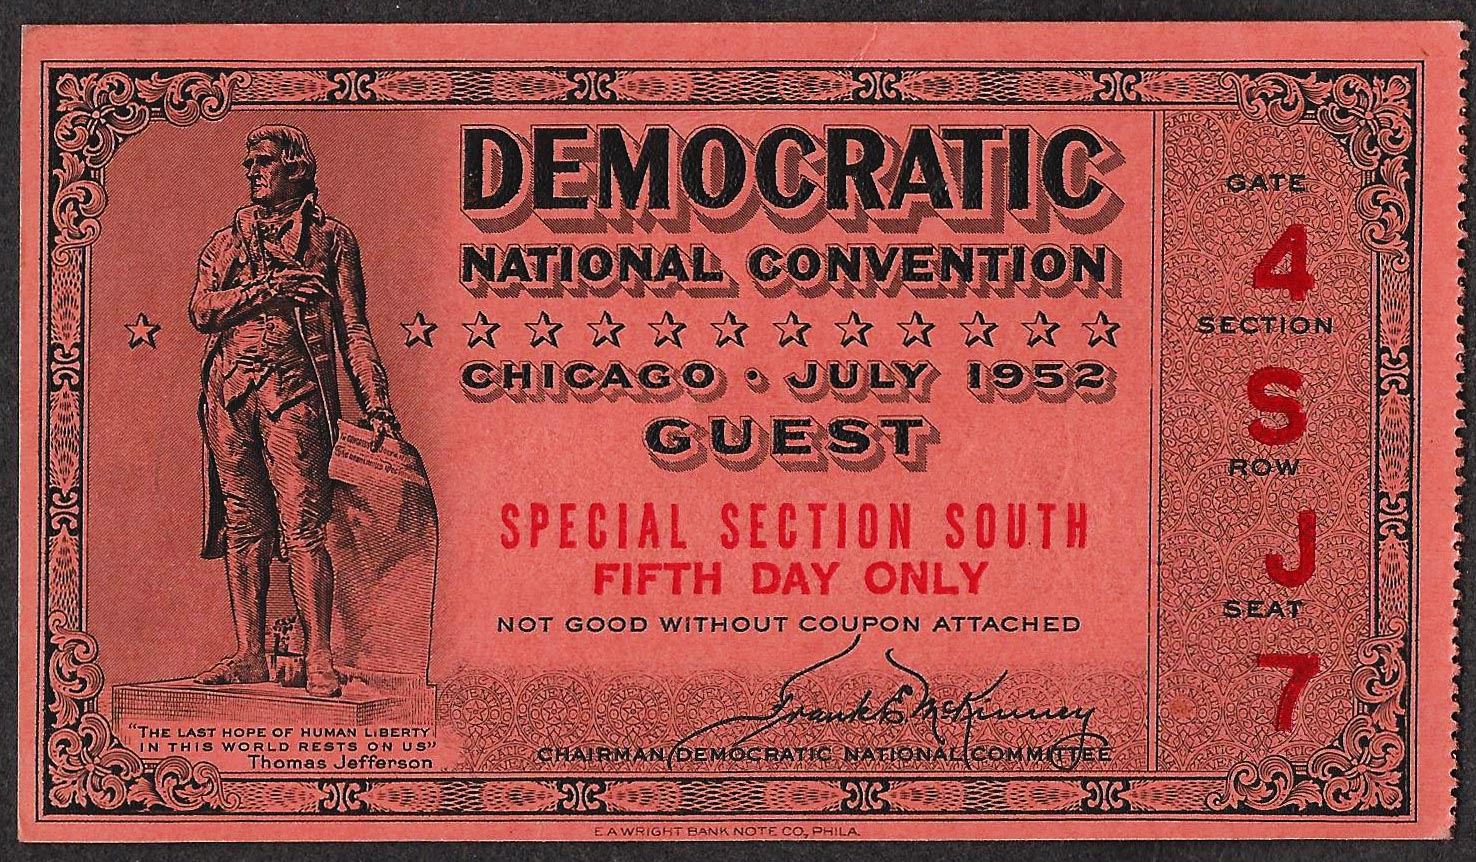 DEMOCRATIC
NATIONAL CONVENTION
CHICAGO · JULY 1952
GUEST
SPECIAL SECTION SOUTH
FIFTH DAY ONLY
NOT GOOD WITHOUT COUPON ATTACHED
Frank E McKinney
CHAIRMAN DEMOCRATIC NATIONAL COMMITTEE
"THE LAST HOPE OF HUMAN LIBERTY
IN THIS WORLD RESTS ON US"
Thomas Jefferson
GATE
4
SECTION
S
ROW
J
SEAT
7
E.A.WRIGHT BANK NOTE CO., PHILA.